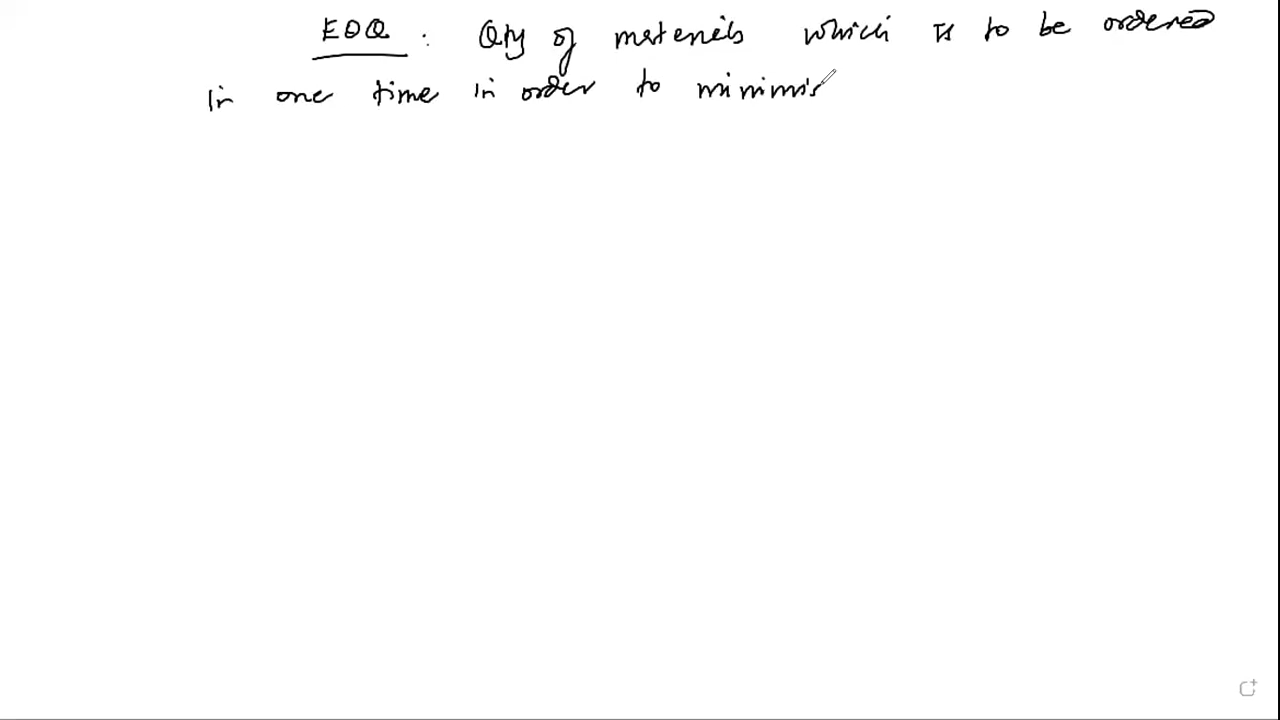 EOQ : Qty of materials which is to be ordered
in one time in order to minimis